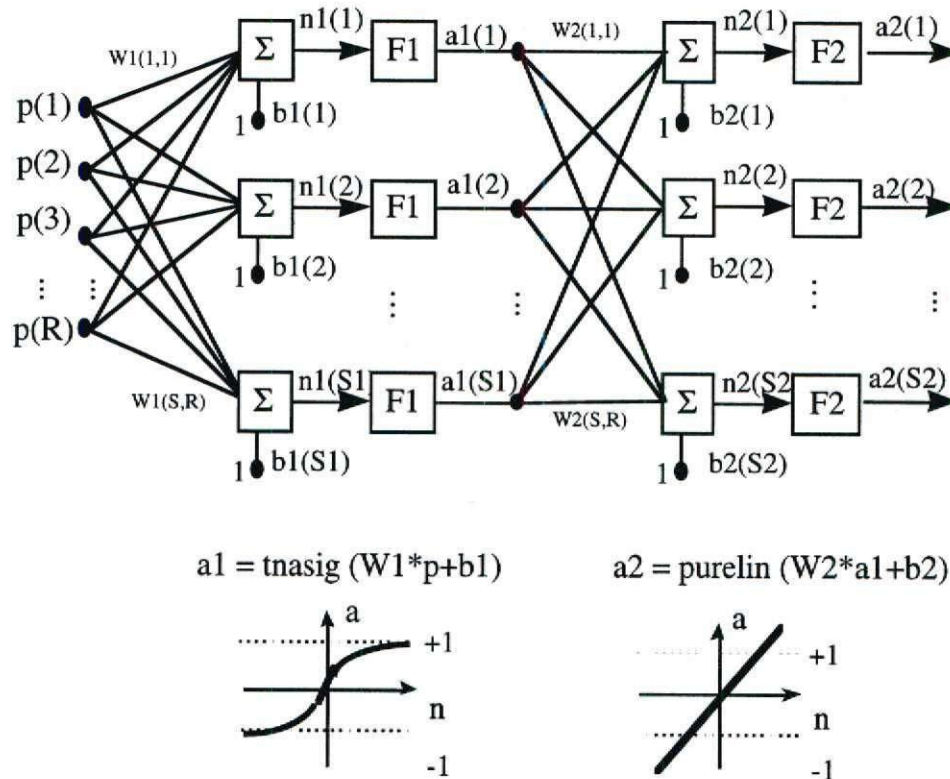 n1(1) a1(1) n2(1) a2(1)
W1(1,1) Σ F1 W2(1,1) Σ F2
p(1) 1 b1(1) 1 b2(1)
p(2) n1(2) a1(2) n2(2) a2(2)
Σ F1 Σ F2
p(3)
1 b1(2) 1 b2(2)
p(R)
n1(S1 a1(S1) n2(S2 a2(S2)
W1(S,R) Σ F1 W2(S,R) Σ F2
1 b1(S1) 1 b2(S2)
a1 = tnasig (W1*p+b1) a2 = purelin (W2*a1+b2)
a a
+1 +1
n n
-1 -1